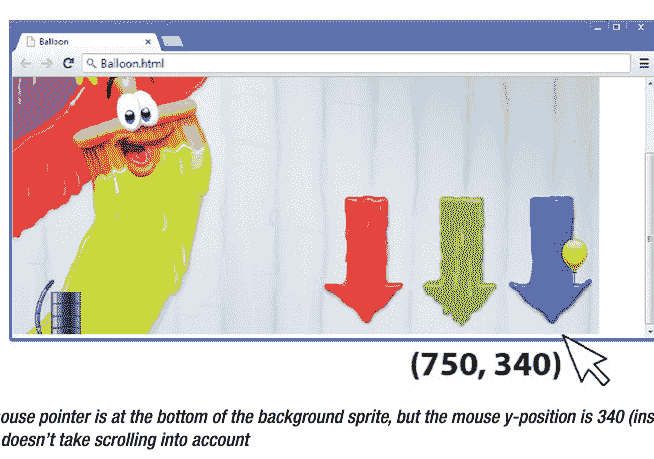 Balloon
Balloon.html
(750, 340)
ouse pointer is at the bottom of the background sprite, but the mouse y-position is 340 (ins
doesn't take scrolling into account